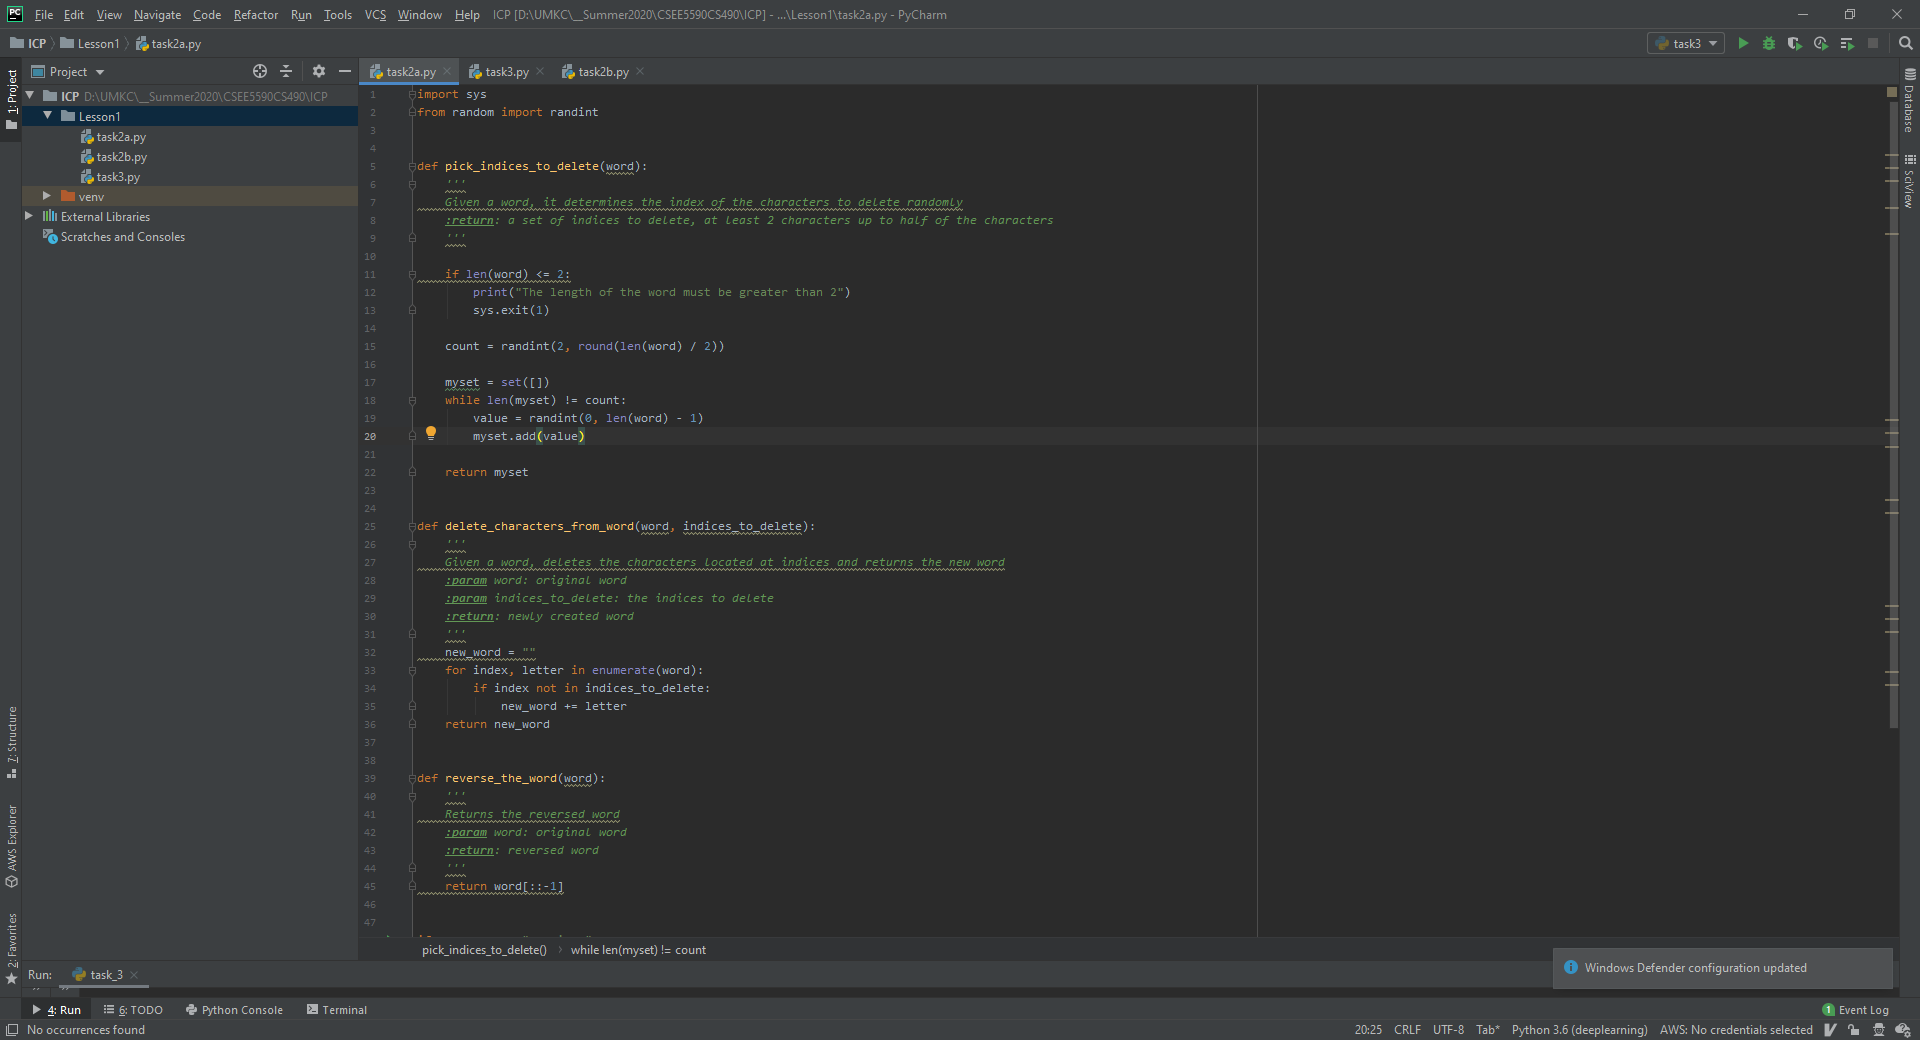 File Edit View Navigate Code Refactor Run Tools VCS Window Help ICP [D:\UMKC\__Summer2020\CSEE5590CS490\ICP] - ...\Lesson1\task2a.py - PyCharm
ICP Lesson1 task2a.py task3
Project task2a.py task3.py task2b.py
1: Project
ICP D:\UMKC\__Summer2020\CSEE5590CS490\ICP
Lesson1
task2a.py
task2b.py
task3.py
venv
External Libraries
Scratches and Consoles
7: Structure
AWS Explorer
2: Favorites
1 import sys
2 from random import randint
3
4
5 def pick_indices_to_delete(word):
6 '''
7 Given a word, it determines the index of the characters to delete randomly
8 :return: a set of indices to delete, at least 2 characters up to half of the characters
9 '''
10
11 if len(word) <= 2:
12 print("The length of the word must be greater than 2")
13 sys.exit(1)
14
15 count = randint(2, round(len(word) / 2))
16
17 myset = set([])
18 while len(myset) != count:
19 value = randint(0, len(word) - 1)
20 myset.add(value)
21
22 return myset
23
24
25 def delete_characters_from_word(word, indices_to_delete):
26 '''
27 Given a word, deletes the characters located at indices and returns the new word
28 :param word: original word
29 :param indices_to_delete: the indices to delete
30 :return: newly created word
31 '''
32 new_word = ""
33 for index, letter in enumerate(word):
34 if index not in indices_to_delete:
35 new_word += letter
36 return new_word
37
38
39 def reverse_the_word(word):
40 '''
41 Returns the reversed word
42 :param word: original word
43 :return: reversed word
44 '''
45 return word[::-1]
46
47
Database
SciView
pick_indices_to_delete() while len(myset) != count
Windows Defender configuration updated
Run: task_3
4: Run 6: TODO Python Console Terminal 1 Event Log
No occurrences found 20:25 CRLF UTF-8 Tab* Python 3.6 (deeplearning) AWS: No credentials selected